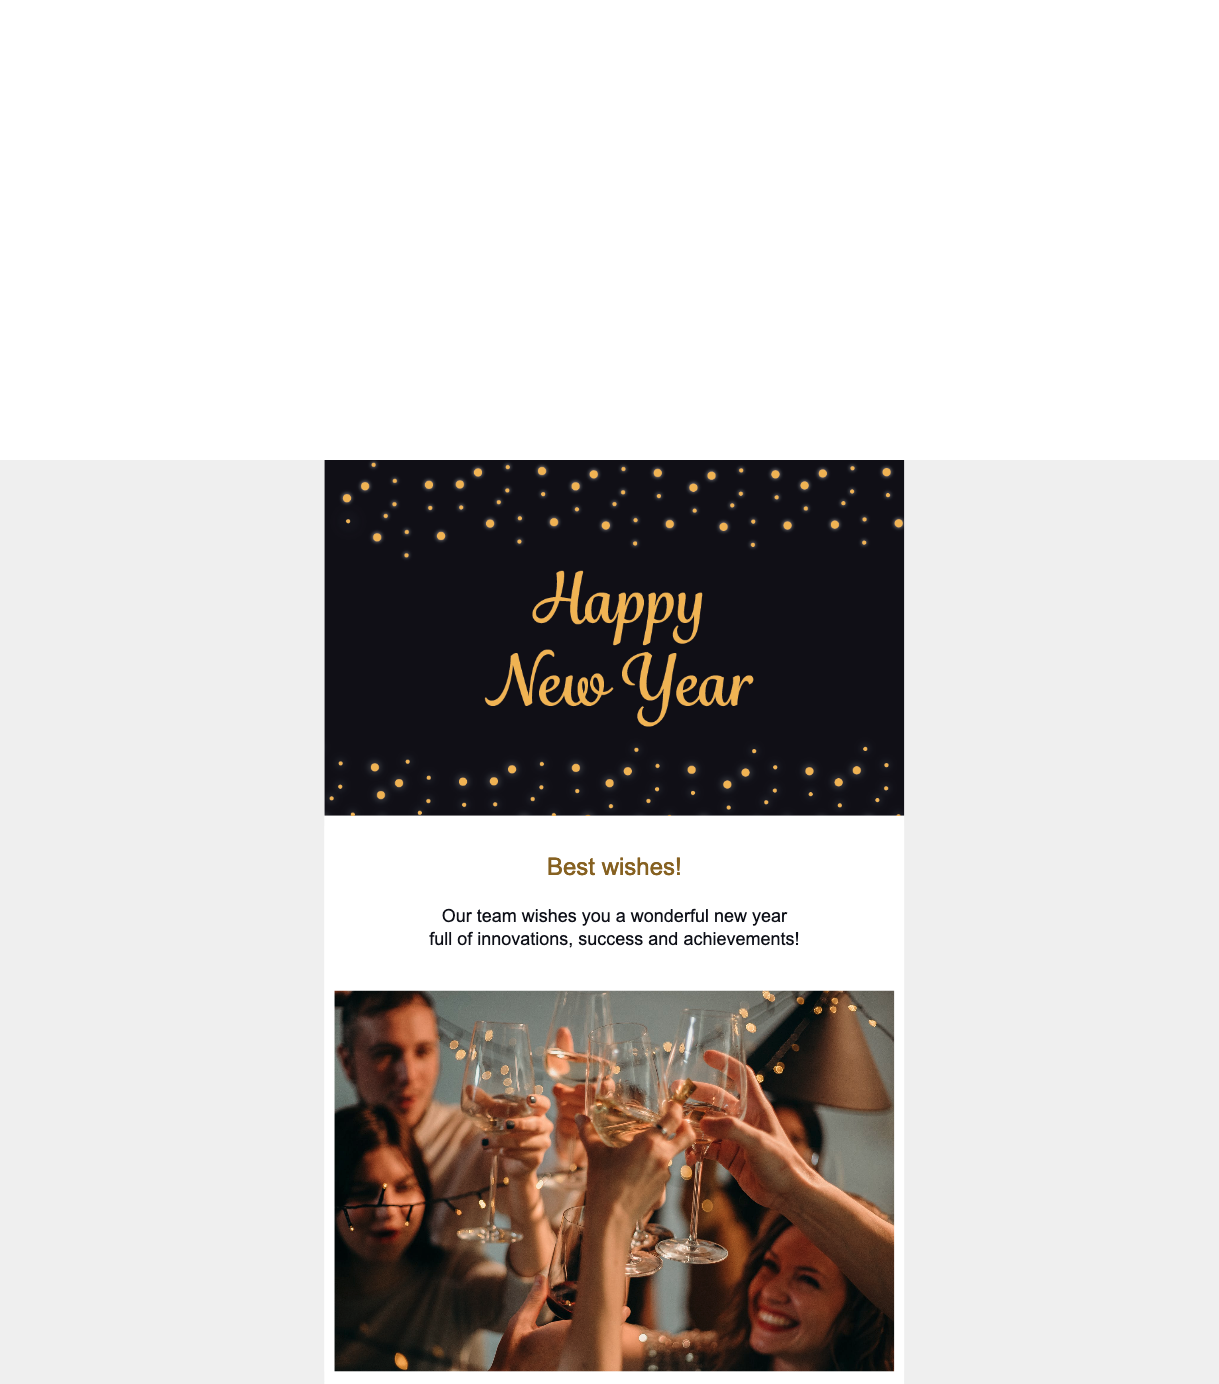 Happy
New Year
Best wishes!
Our team wishes you a wonderful new year
full of innovations, success and achievements!